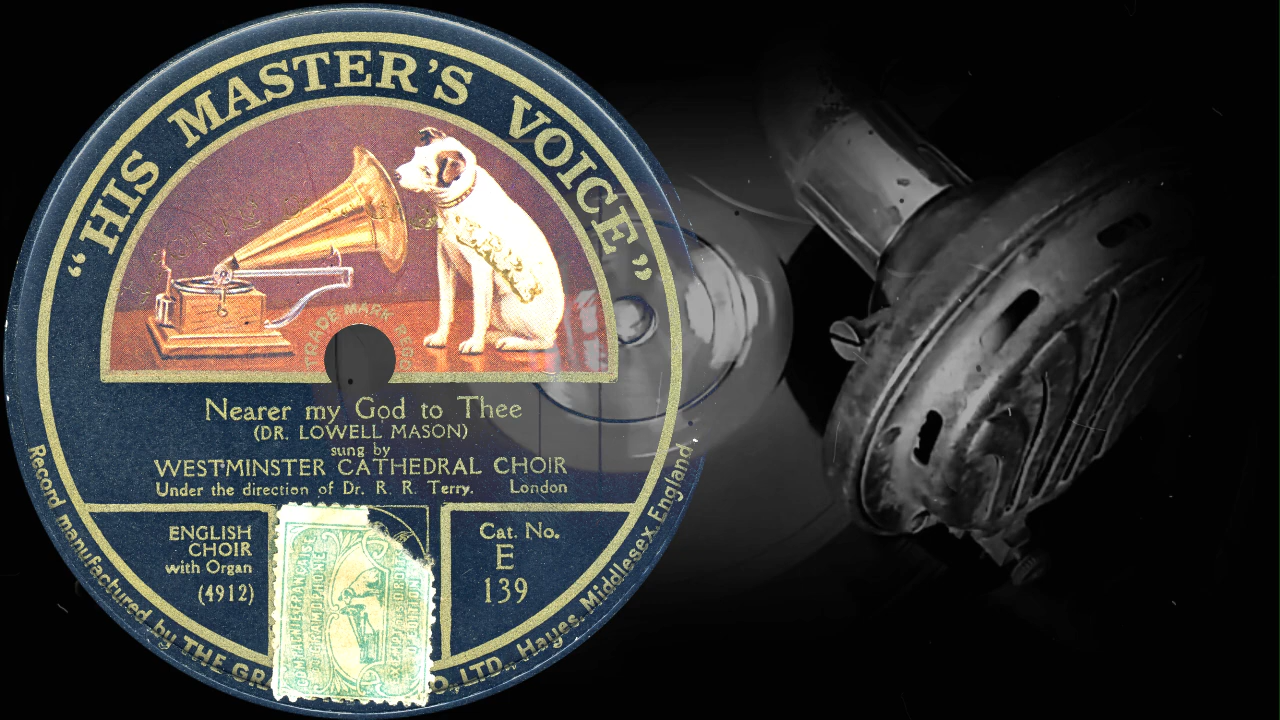 “HIS MASTER'S VOICE”
TRADE MARK
Nearer my God to Thee
(DR. LOWELL MASON)
sung by
WESTMINSTER CATHEDRAL CHOIR
Under the direction of Dr. R. R. Terry. London
ENGLISH
CHOIR
with Organ
(4912)
Cat. No.
E
139
Record manufactured by THE GRA O., LTD., Hayes, Middlesex, England.